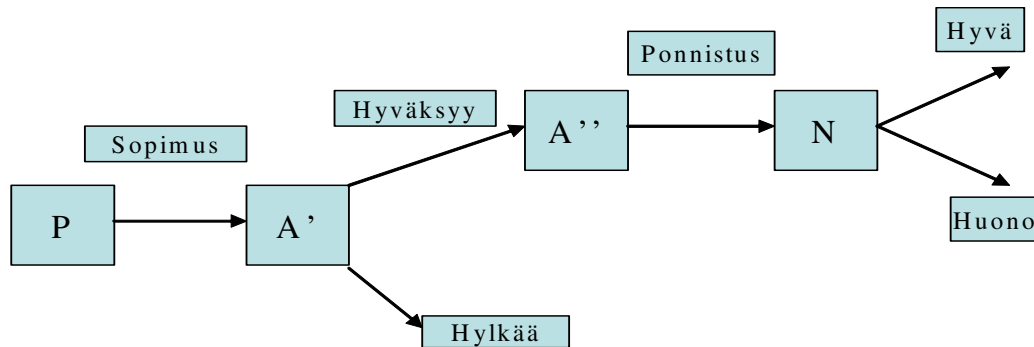 Hyvä
Ponnistus
Hyväksyy
A’’
N
Sopimus
P
A’
Huono
Hylkää